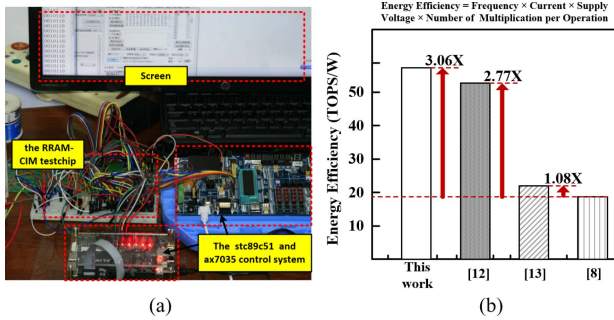 (a)
00010110
Screen
the RRAM-
CIM testchip
The stc89c51 and
ax7035 control system
(a)
Energy Efficiency = Frequency × Current × Supply
Voltage × Number of Multiplication per Operation
Energy Efficiency (TOPS/W)
50
40
30
20
10
3.06X
2.77X
1.08X
This
work
[12]
[13]
[8]
(b)